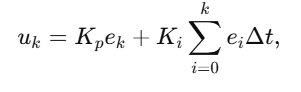 $u_k = K_p e_k + K_i \sum_{i=0}^{k} e_i \Delta t,$